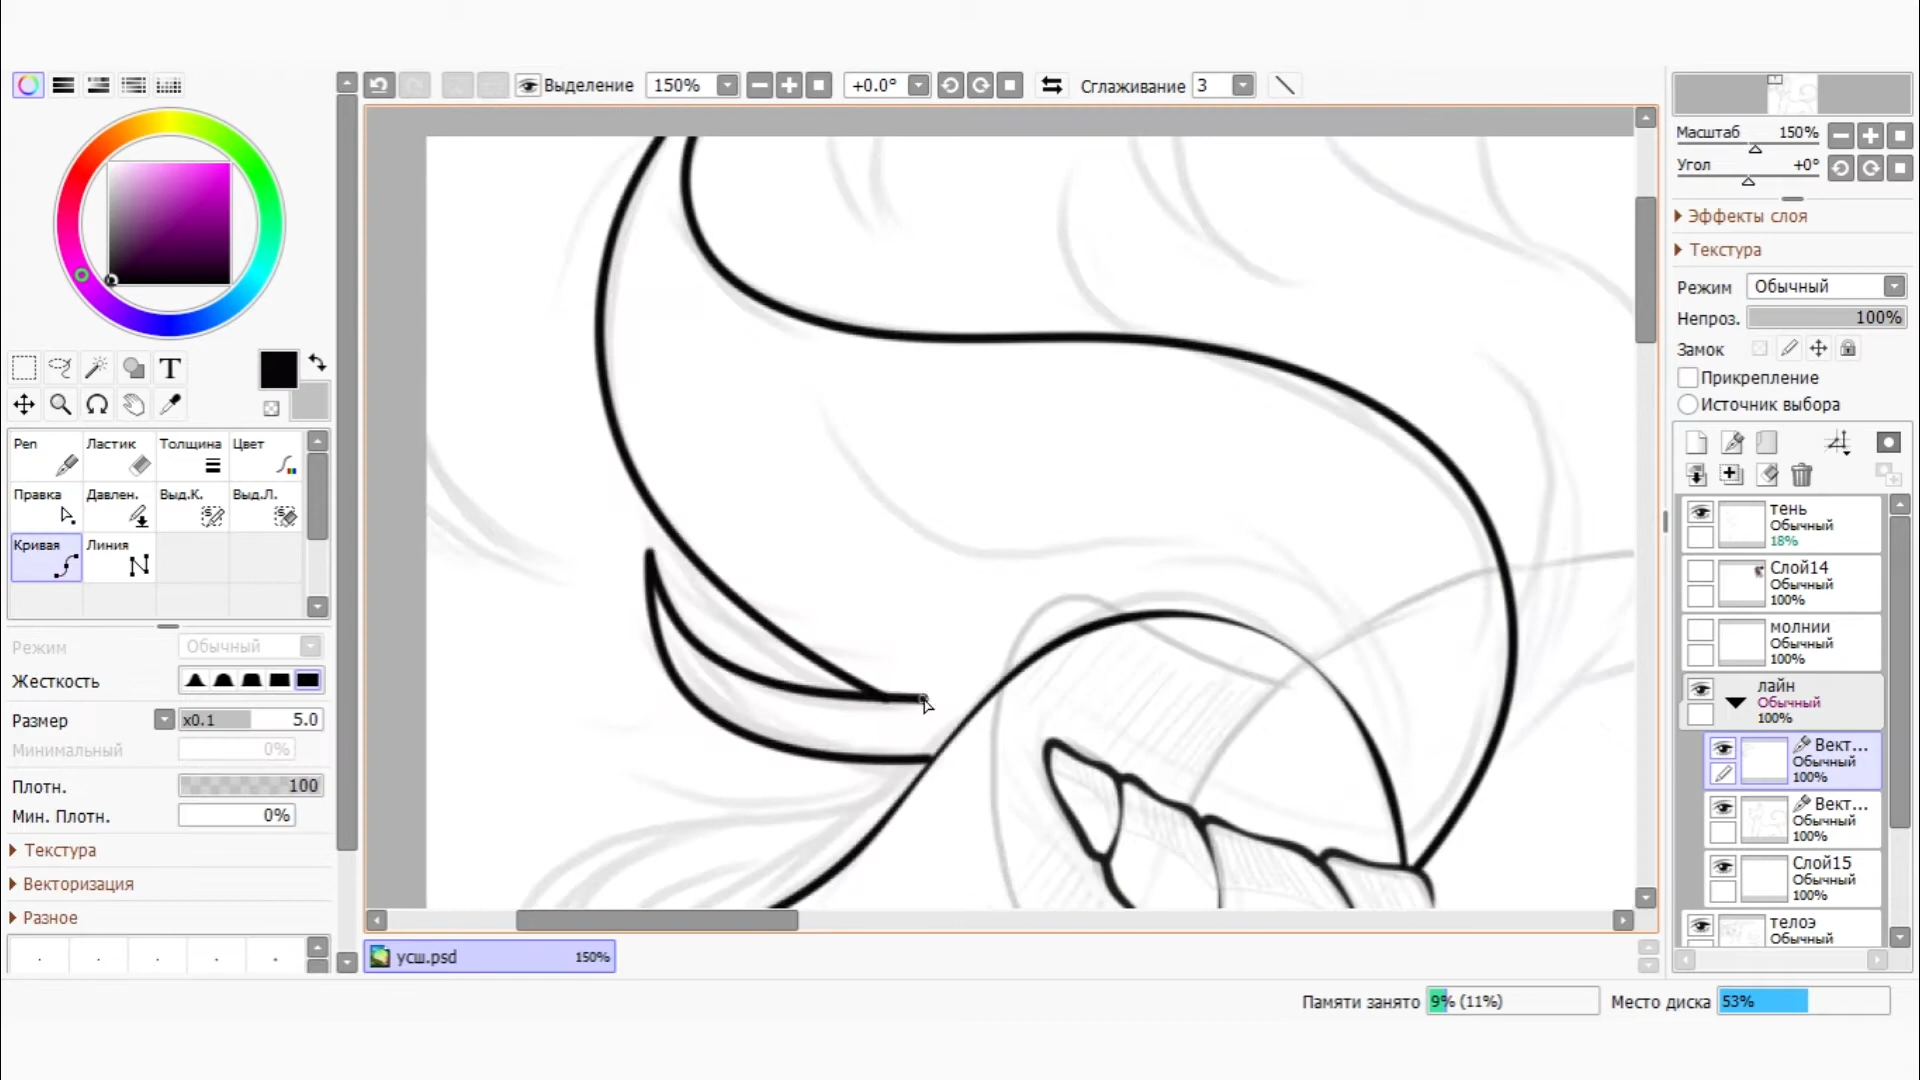 Выделение 150% +0.0° Сглаживание 3
Масштаб 150%
Угол +0°
Эффекты слоя
Текстура
Режим Обычный
Непроз. 100%
Замок
Прикрепление
Источник выбора
T
Pen Ластик Толщина Цвет
Правка Давлен. Выд.К. Выд.Л.
Кривая Линия
Режим Обычный
Жесткость
Размер x0.1 5.0
Минимальный 0%
Плотн. 100
Мин. Плотн. 0%
Текстура
Векторизация
Разное
тень
Обычный
18%
Слой14
Обычный
100%
молнии
Обычный
100%
лайн
Обычный
100%
Вект...
Обычный
100%
Вект...
Обычный
100%
Слой15
Обычный
100%
телоэ
Обычный
усш.psd 150%
Памяти занято 9% (11%) Место диска 53%